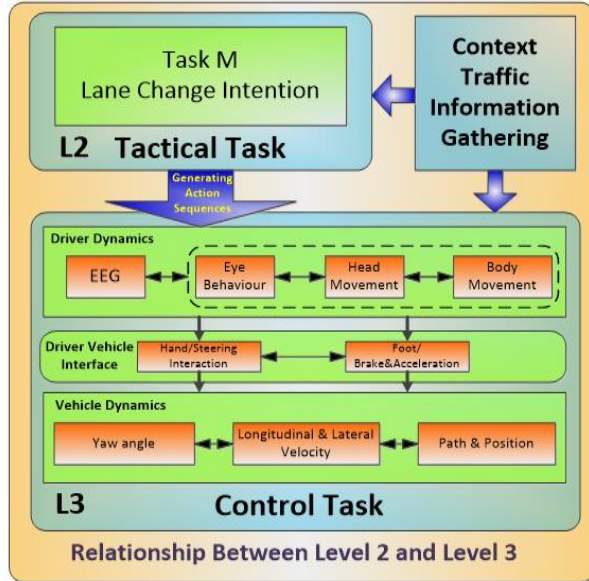 Task M
Lane Change Intention
L2 Tactical Task
Context
Traffic
Information
Gathering
Generating
Action
Sequences
Driver Dynamics
EEG
Eye
Behaviour
Head
Movement
Body
Movement
Driver Vehicle
Interface
Hand/Steering
Interaction
Foot/
Brake&Acceleration
Vehicle Dynamics
Yaw angle
Longitudinal & Lateral
Velocity
Path & Position
L3 Control Task
Relationship Between Level 2 and Level 3